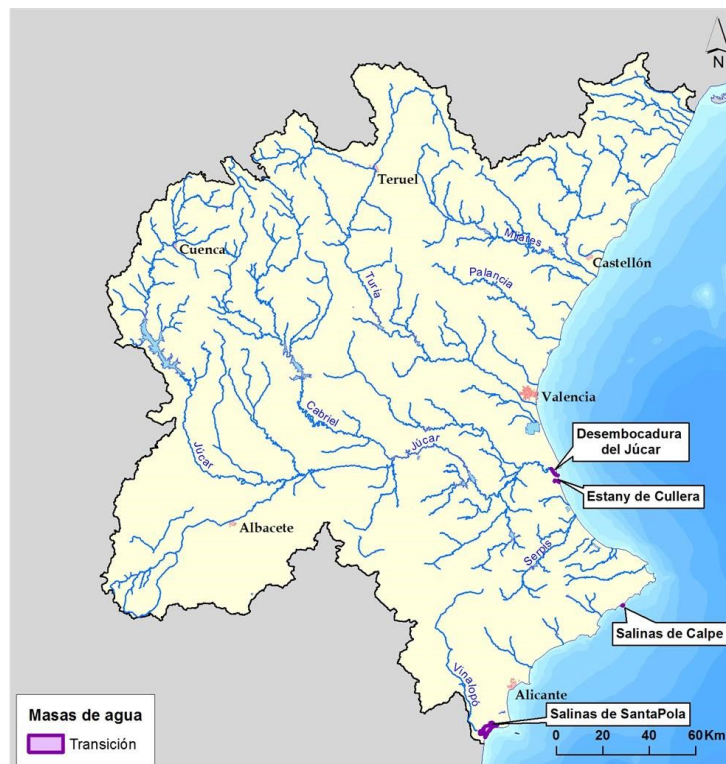 N
Teruel
Cuenca
Mijares
Castellón
Palancia
Turia
Valencia
Cabriel
Júcar
Júcar
Desembocadura
del Júcar
Estany de Cullera
Albacete
Serpis
Salinas de Calpe
Vinalopó
Alicante
Salinas de SantaPola
Masas de agua
Transición
0 20 40 60 Km